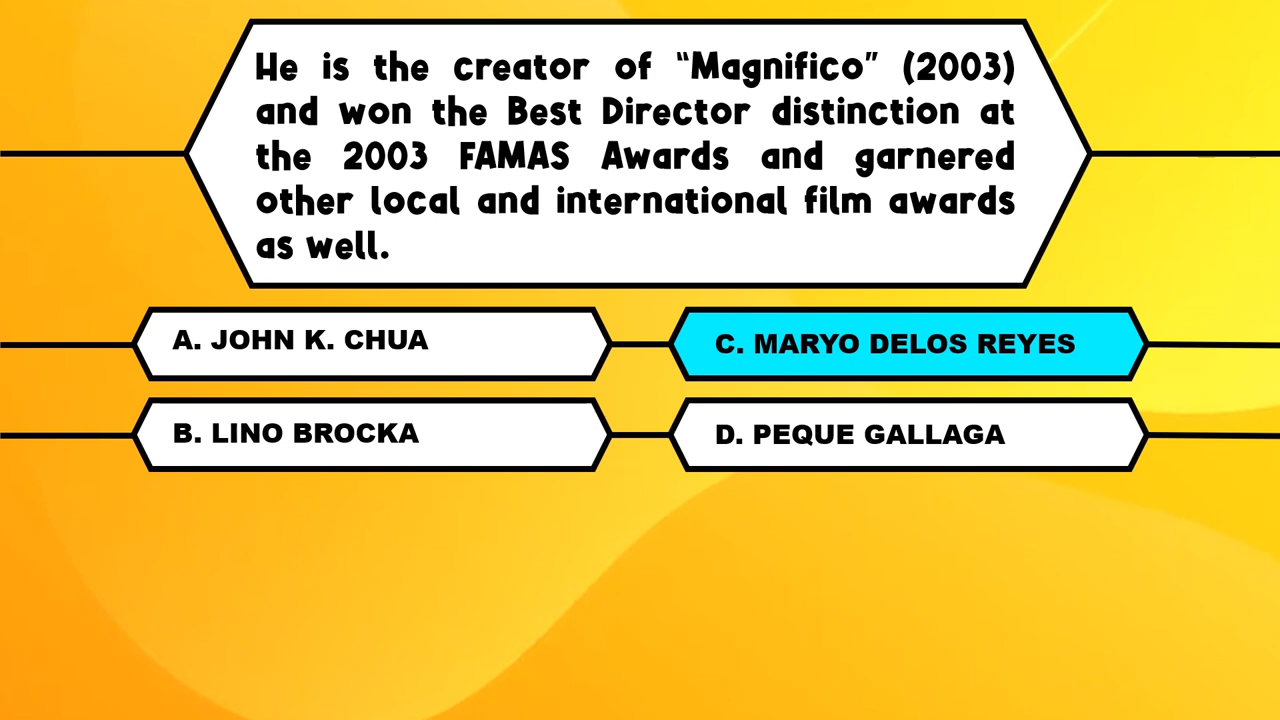 He is the creator of “Magnifico” (2003)
and won the Best Director distinction at
the 2003 FAMAS Awards and garnered
other local and international film awards
as well.
A. JOHN K. CHUA
C. MARYO DELOS REYES
B. LINO BROCKA
D. PEQUE GALLAGA